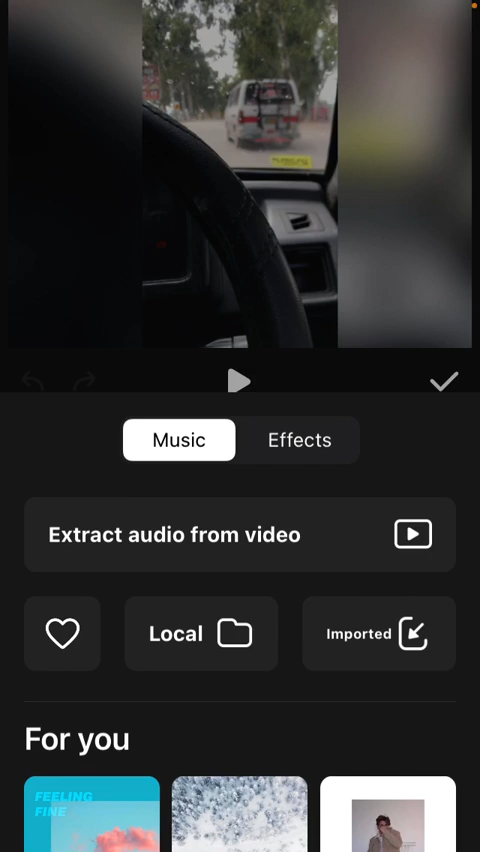 Music
Effects
Extract audio from video
Local
Imported
For you
FEELING
FINE